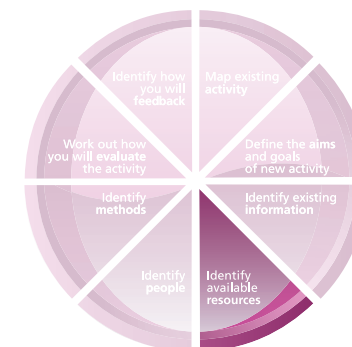 Map existing
activity
Define the aims
and goals
of new activity
Identify existing
information
Identify
available
resources
Identify
people
Identify
methods
Work out how
you will evaluate
the activity
Identify how
you will
feedback